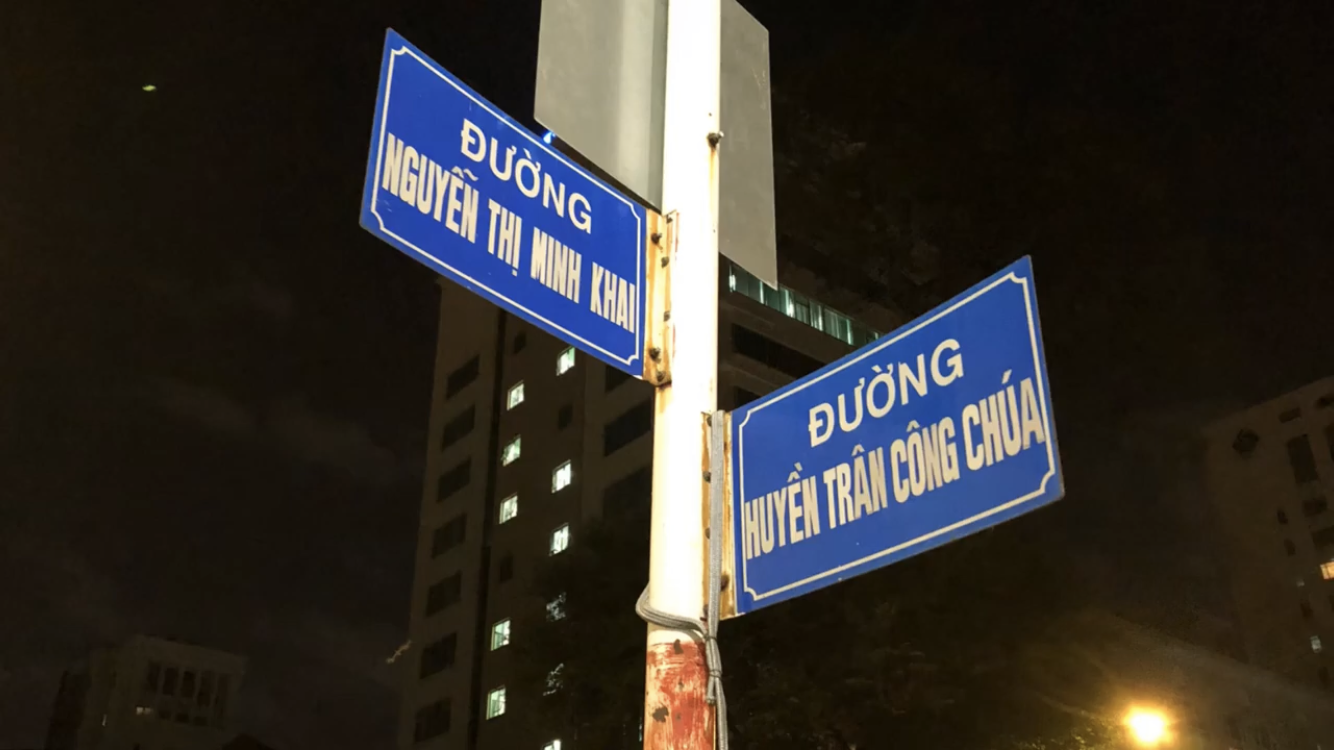 ĐƯỜNG
NGUYỄN THỊ MINH KHAI
ĐƯỜNG
HUYỀN TRÂN CÔNG CHÚA